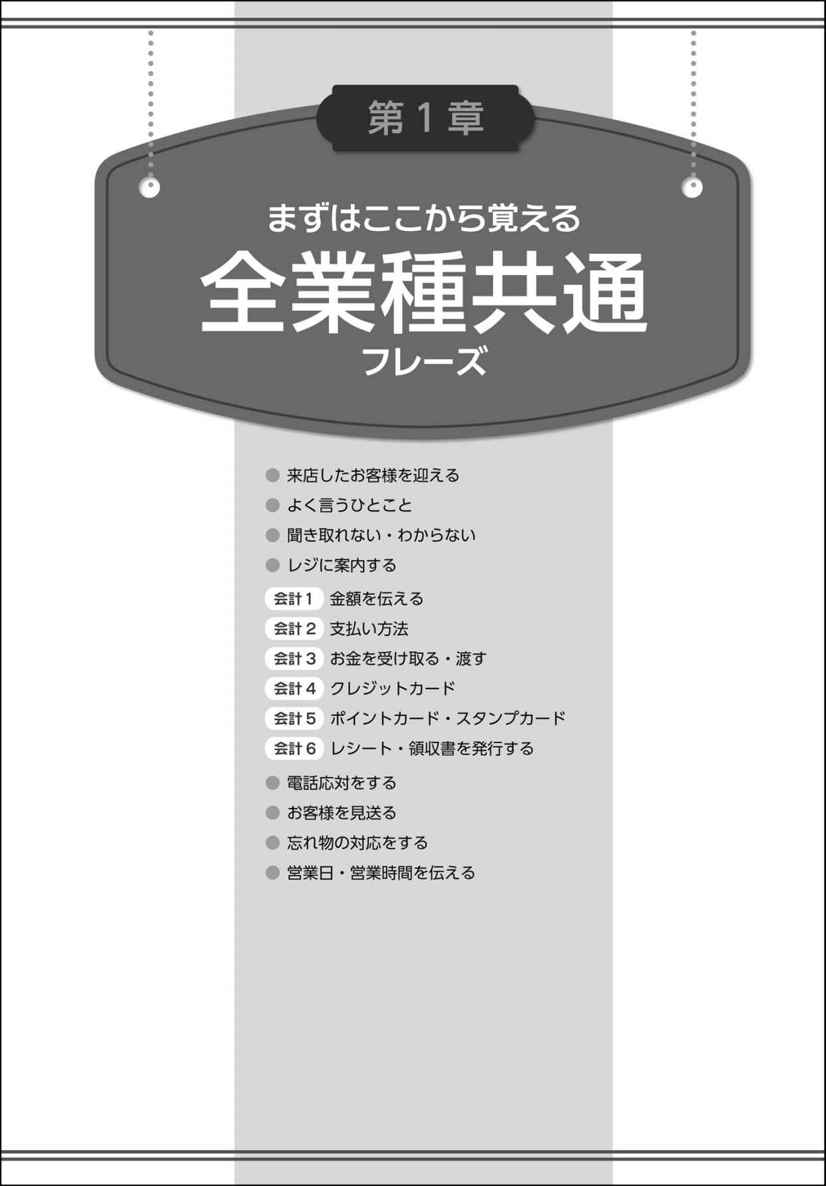 第1章
まずはここから覚える
全業種共通
フレーズ
● 来店したお客様を迎える
● よく言うひとこと
● 聞き取れない・わからない
● レジに案内する
会計1 金額を伝える
会計2 支払い方法
会計3 お金を受け取る・渡す
会計4 クレジットカード
会計5 ポイントカード・スタンプカード
会計6 レシート・領収書を発行する
● 電話応対をする
● お客様を見送る
● 忘れ物の対応をする
● 営業日・営業時間を伝える